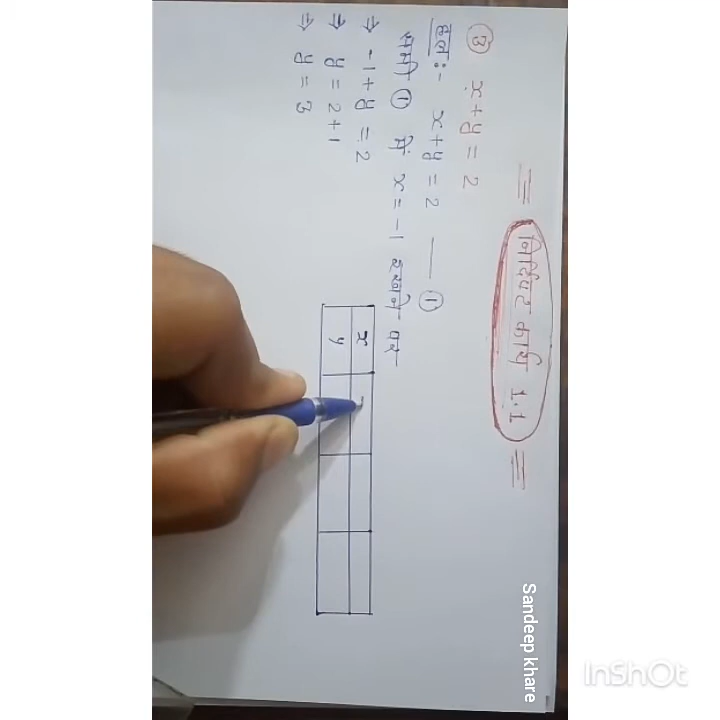 = निर्दिष्ट कार्य 1.1 =
③ x+y=2
हल:- x+y=2 — ①
समी० ① में x=-1 रखने पर
⇒ -1+y=2
⇒ y=2+1
⇒ y=3
x -
y
Sandeep khare
InShOt